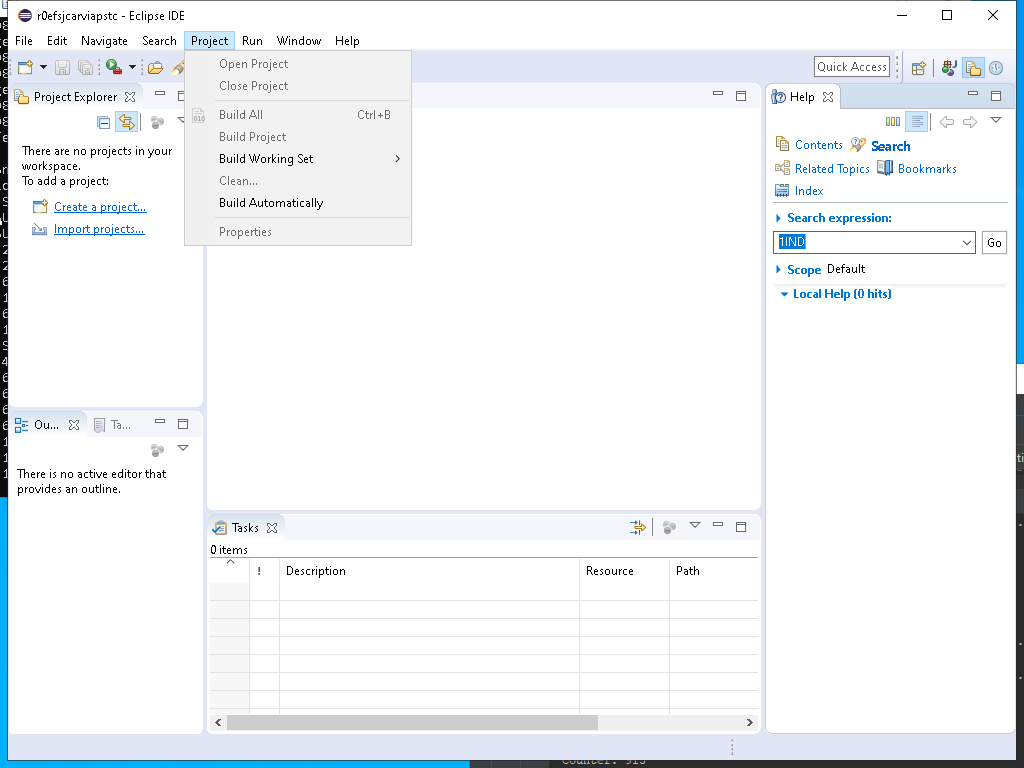 r0efsjcarviapstc - Eclipse IDE
File Edit Navigate Search Project Run Window Help
Quick Access
Open Project
Close Project
Build All Ctrl+B
Build Project
Build Working Set
Clean...
Build Automatically
Properties
Project Explorer
There are no projects in your
workspace.
To add a project:
Create a project...
Import projects...
Ou... Ta...
There is no active editor that
provides an outline.
Tasks
0 items
! Description Resource Path
Help
Contents Search
Related Topics Bookmarks
Index
Search expression:
1IND Go
Scope Default
Local Help (0 hits)